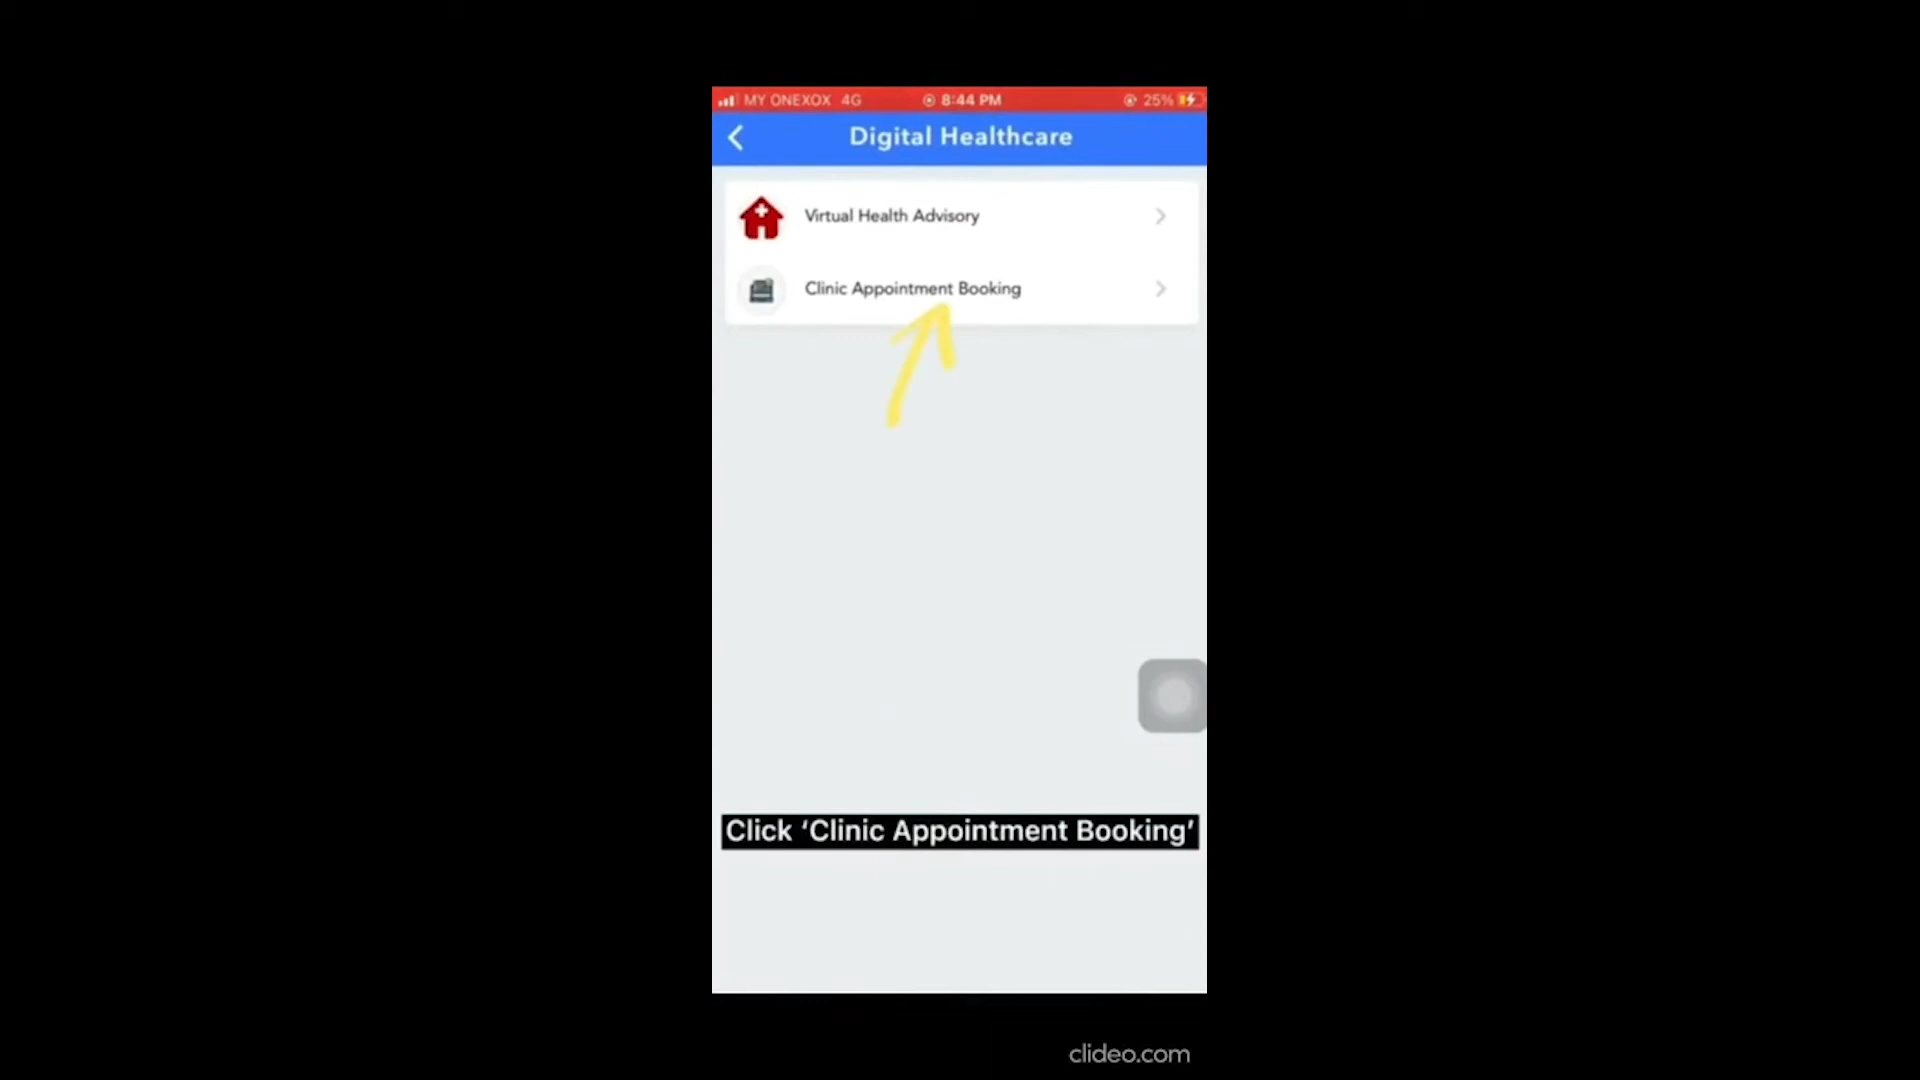 MY ONEXOX 4G 8:44 PM 25%
Digital Healthcare
Virtual Health Advisory
Clinic Appointment Booking
Click ‘Clinic Appointment Booking’
clideo.com